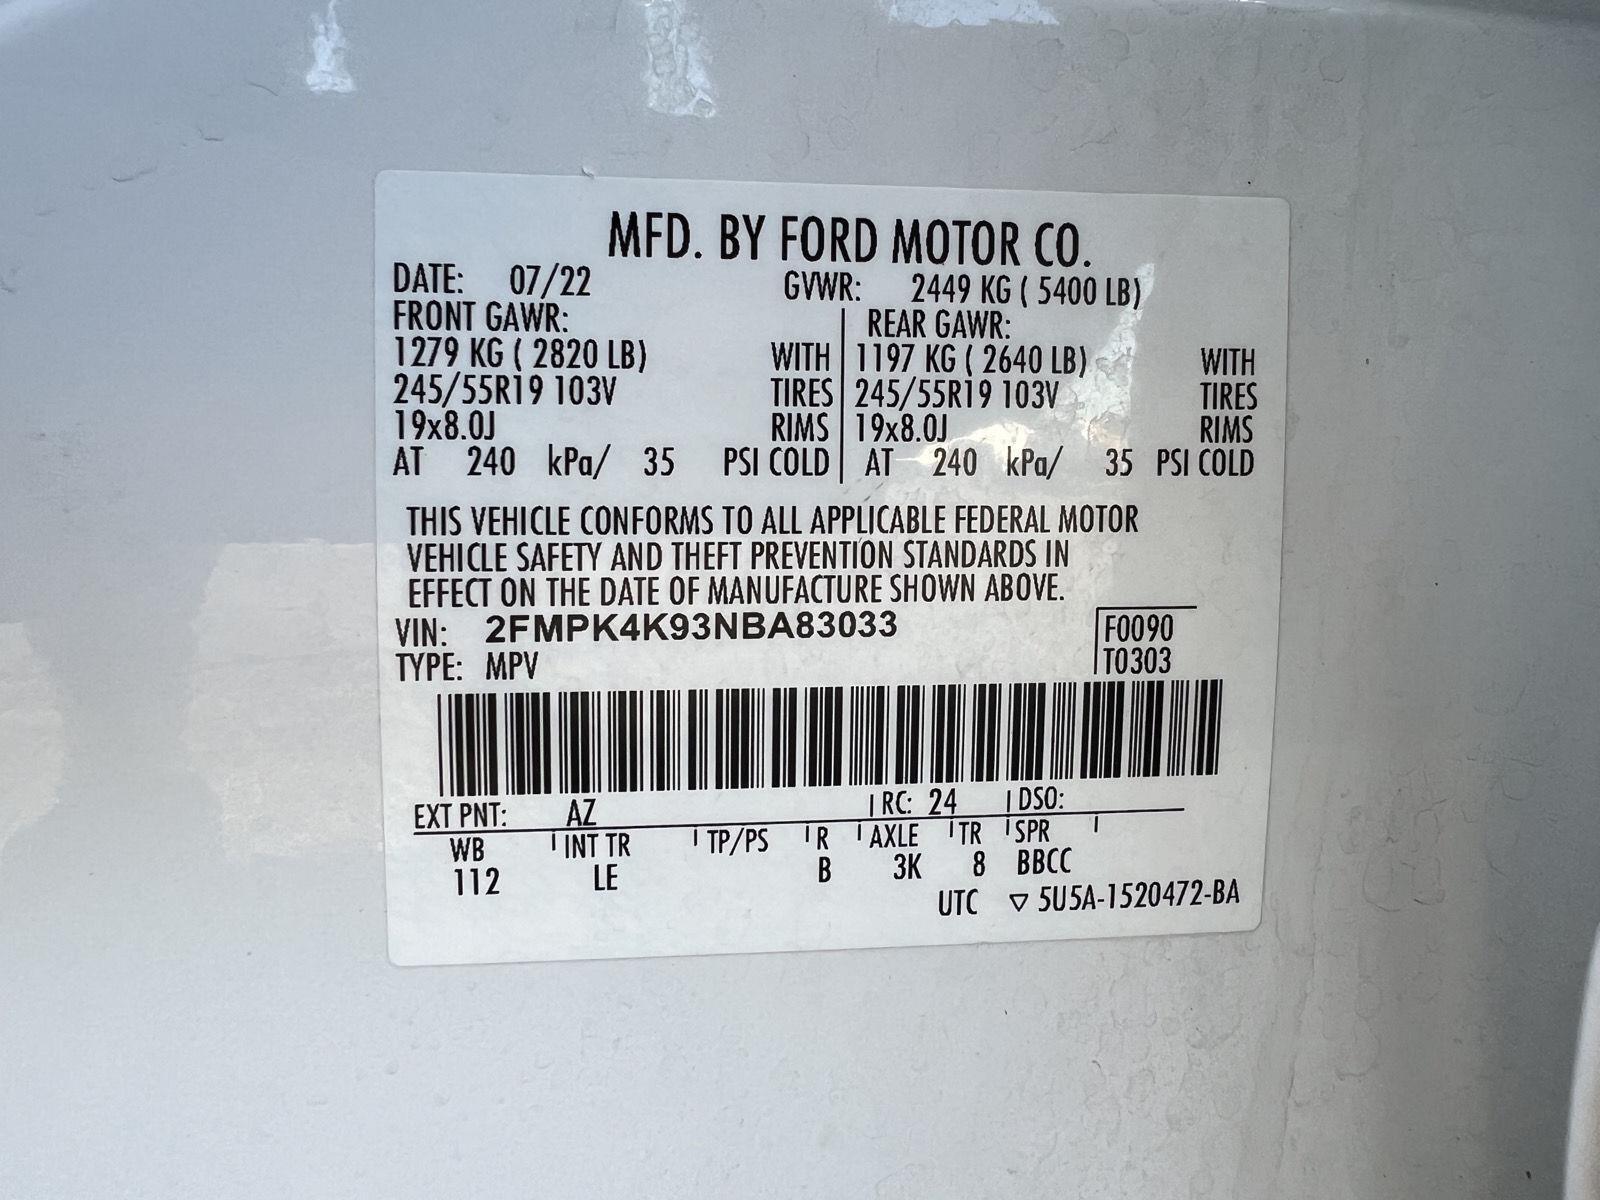 MFD. BY FORD MOTOR CO.
DATE: 07/22 GVWR: 2449 KG ( 5400 LB)
FRONT GAWR: REAR GAWR:
1279 KG ( 2820 LB) WITH 1197 KG ( 2640 LB) WITH
245/55R19 103V TIRES 245/55R19 103V TIRES
19x8.0J RIMS 19x8.0J RIMS
AT 240 kPa/ 35 PSI COLD AT 240 kPa/ 35 PSI COLD
THIS VEHICLE CONFORMS TO ALL APPLICABLE FEDERAL MOTOR
VEHICLE SAFETY AND THEFT PREVENTION STANDARDS IN
EFFECT ON THE DATE OF MANUFACTURE SHOWN ABOVE.
VIN: 2FMPK4K93NBA83033 F0090
TYPE: MPV T0303
EXT PNT: AZ RC: 24 DSO:
WB INT TR TP/PS R AXLE TR SPR
112 LE B 3K 8 BBCC
UTC ▽ 5U5A-1520472-BA